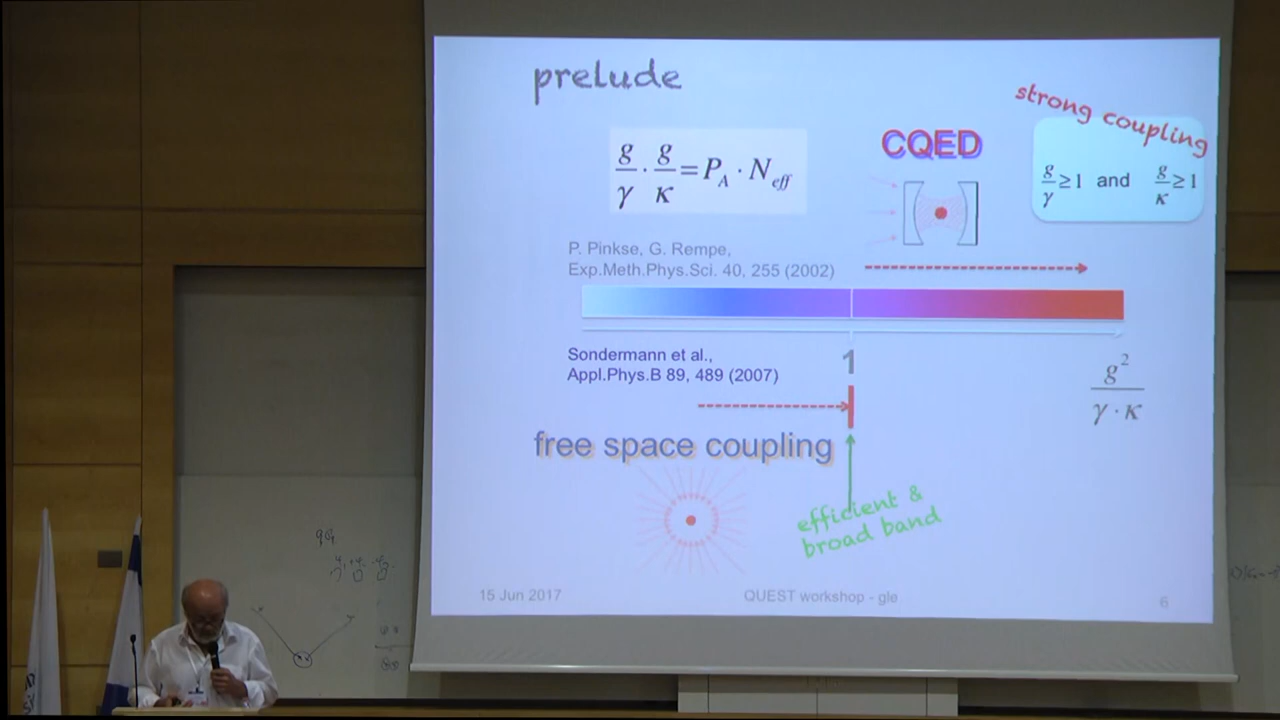 prelude
g/γ · g/κ = P_A · N_eff
CQED
strong coupling
g/γ ≥ 1 and g/κ ≥ 1
P. Pinkse, G. Rempe,
Exp.Meth.Phys.Sci. 40, 255 (2002)
Sondermann et al.,
Appl.Phys.B 89, 489 (2007)
1
g²/γ · κ
free space coupling
efficient &
broad band
15 Jun 2017
QUEST workshop - gle
6